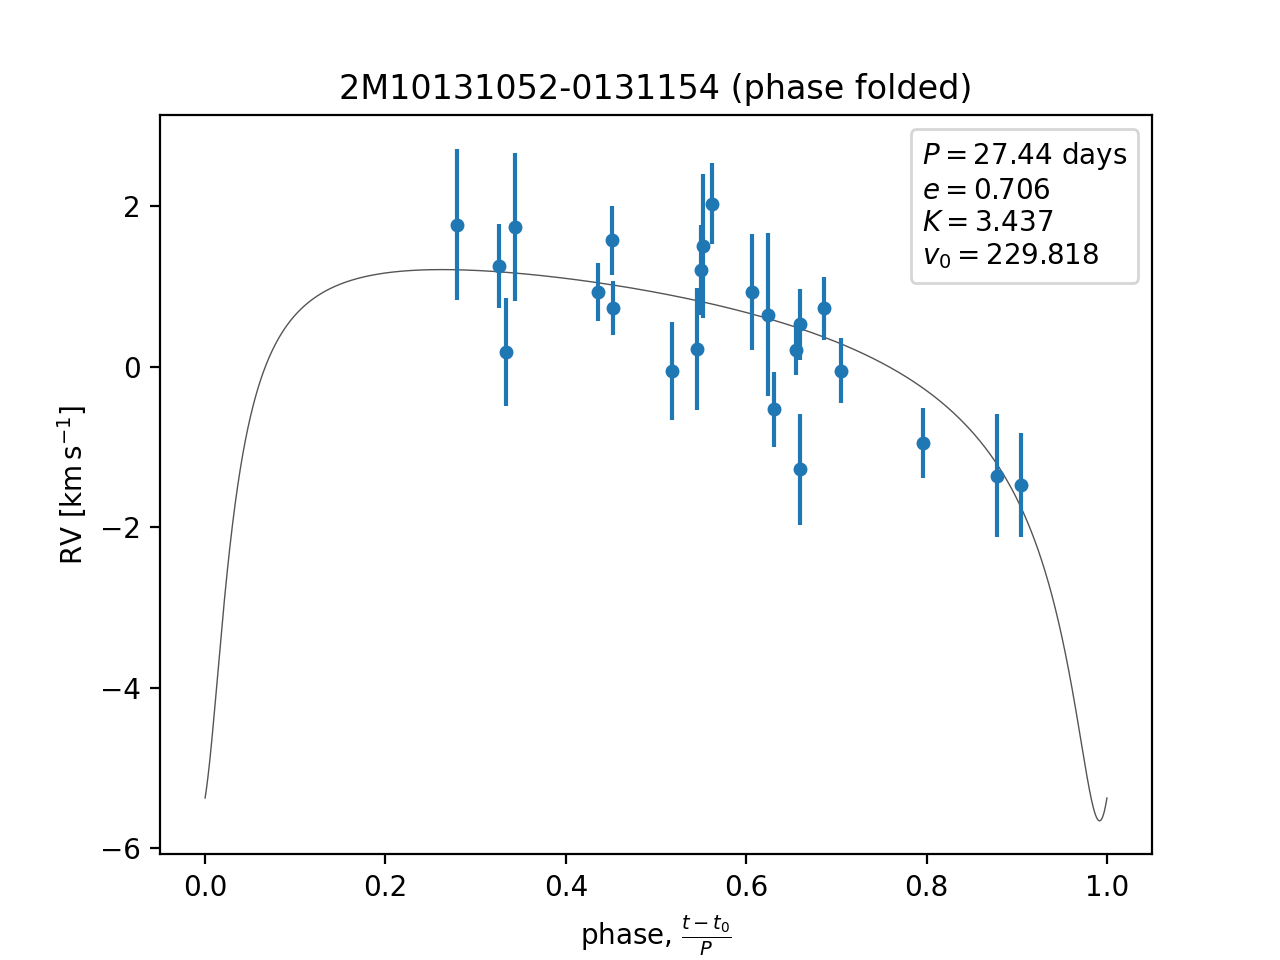 2M10131052-0131154 (phase folded)
P = 27.44 days
e = 0.706
K = 3.437
v₀ = 229.818
RV [km s⁻¹]
2
0
−2
−4
−6
0.0 0.2 0.4 0.6 0.8 1.0
phase, (t − t₀)/P